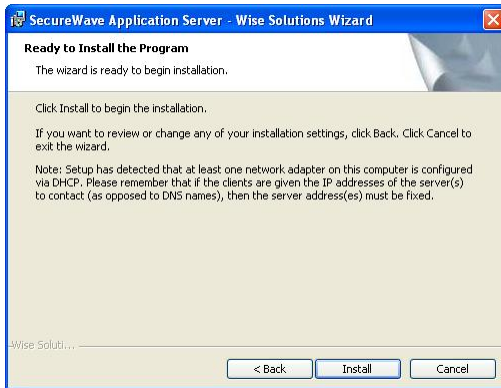 SecureWave Application Server - Wise Solutions Wizard
Ready to Install the Program
The wizard is ready to begin installation.
Click Install to begin the installation.
If you want to review or change any of your installation settings, click Back. Click Cancel to
exit the wizard.
Note: Setup has detected that at least one network adapter on this computer is configured
via DHCP. Please remember that if the clients are given the IP addresses of the server(s)
to contact (as opposed to DNS names), then the server address(es) must be fixed.
Wise Soluti...
< Back Install Cancel